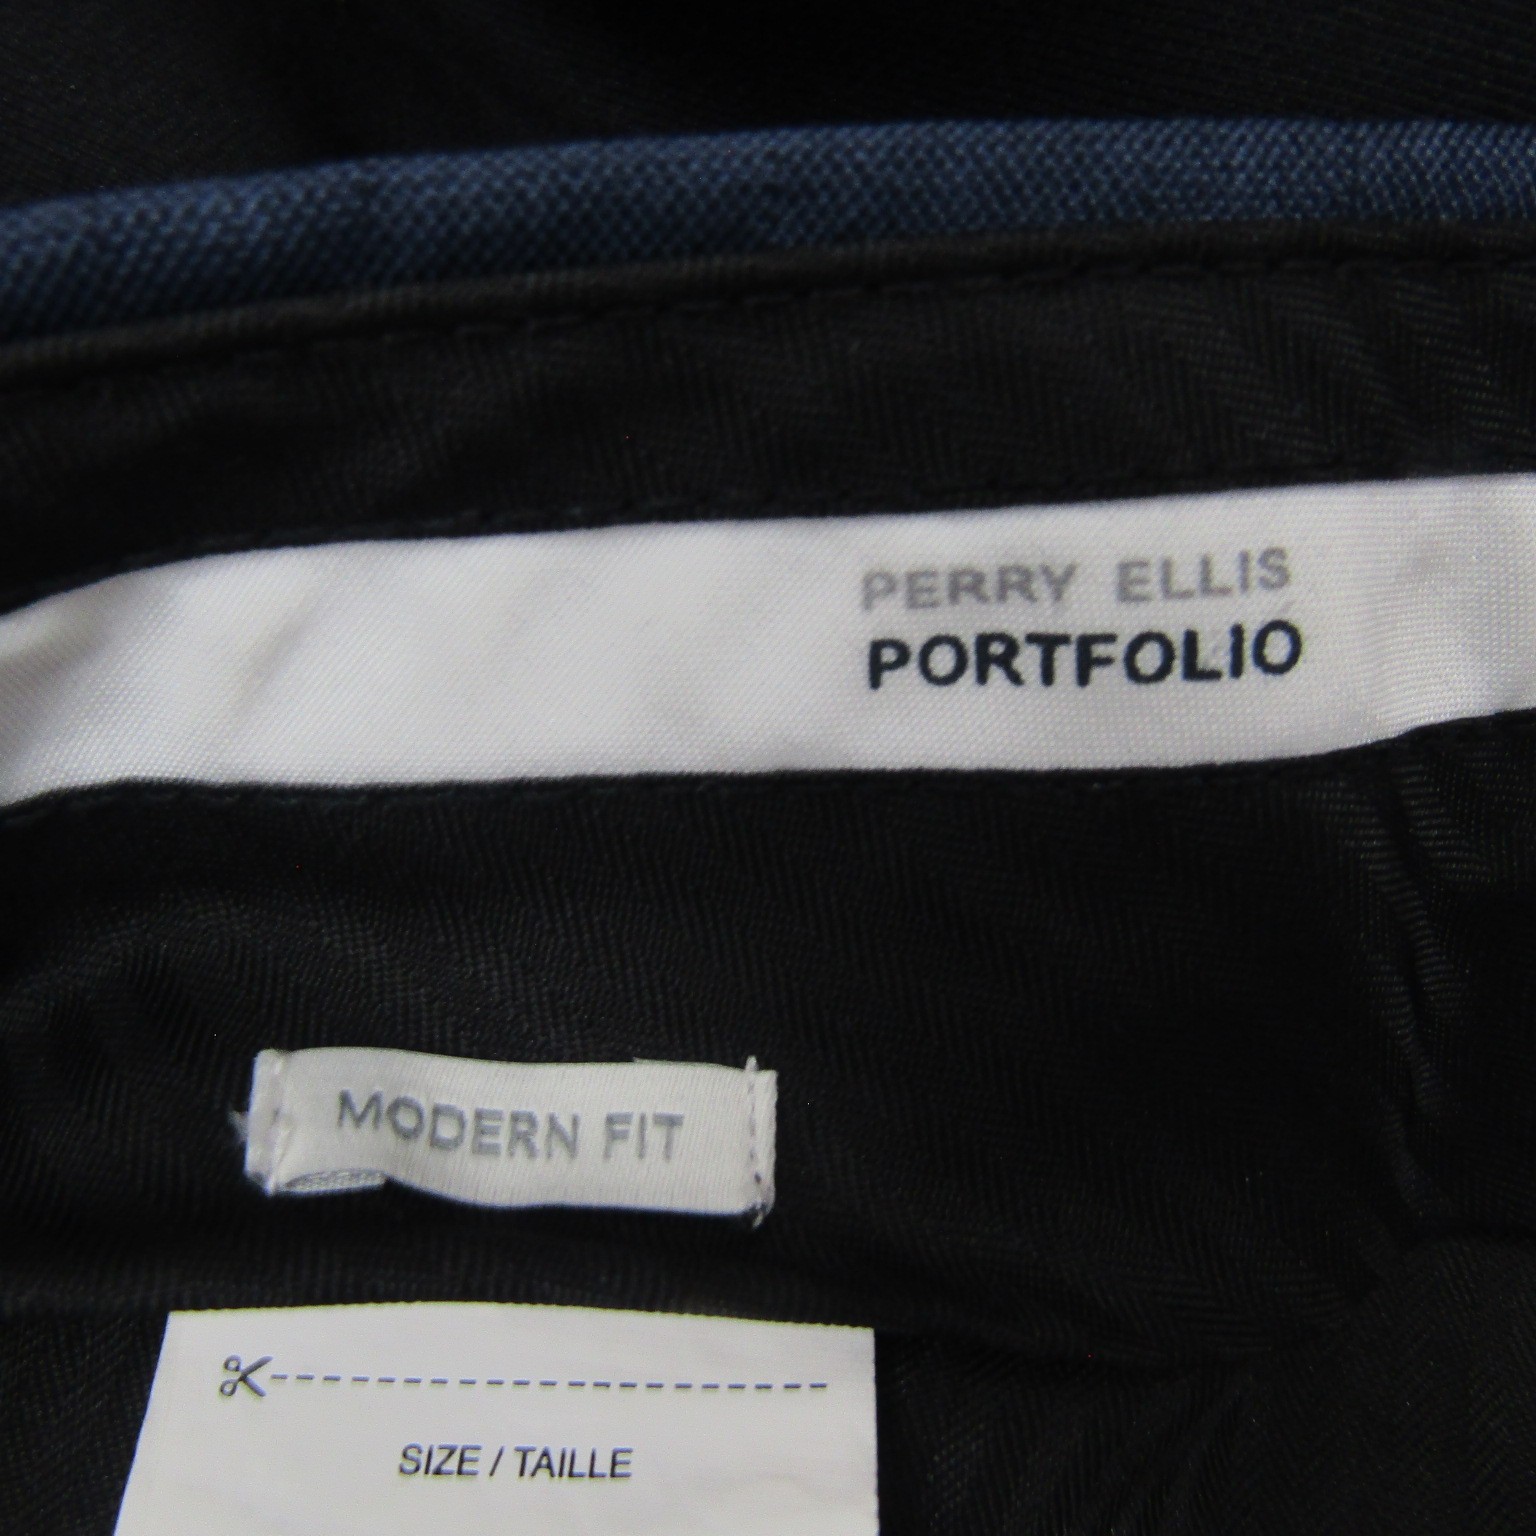 PERRY ELLIS
PORTFOLIO
MODERN FIT
SIZE / TAILLE